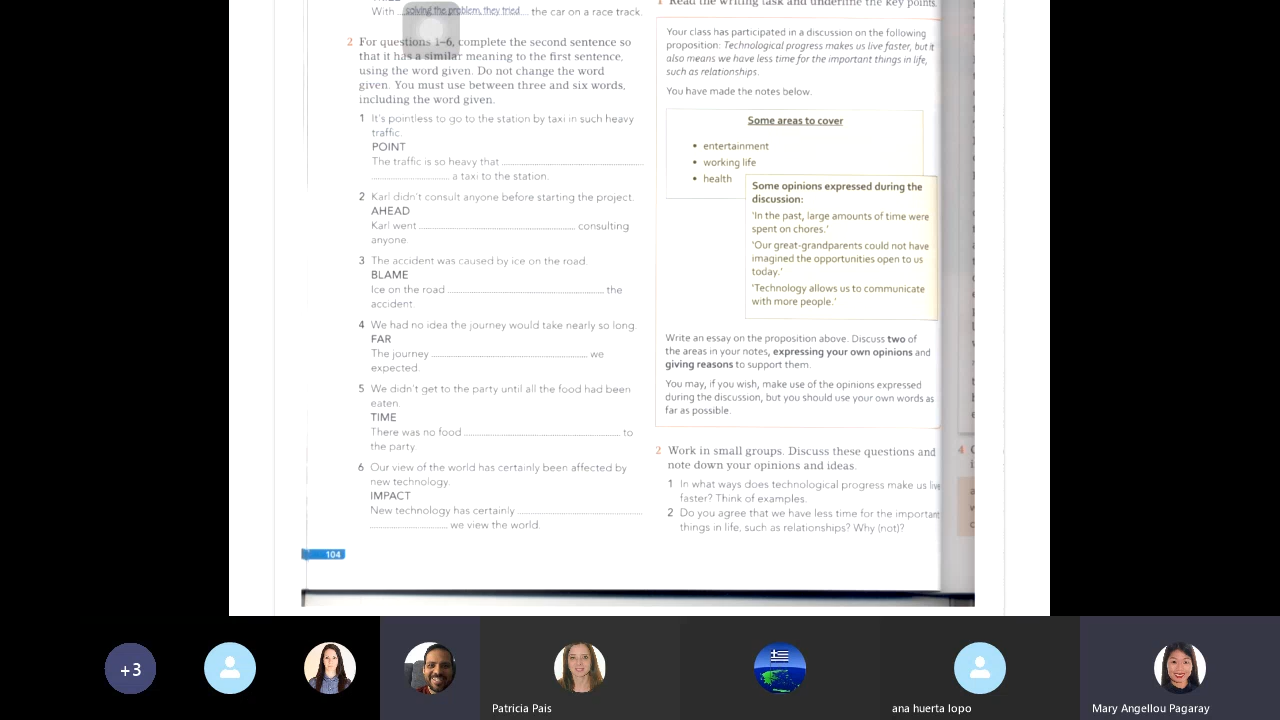 With ....solving the problem, they tried.... the car on a race track.
2 For questions 1–6, complete the second sentence so
that it has a similar meaning to the first sentence,
using the word given. Do not change the word
given. You must use between three and six words,
including the word given.
1 It's pointless to go to the station by taxi in such heavy
traffic.
POINT
The traffic is so heavy that ................................
................ a taxi to the station.
2 Karl didn't consult anyone before starting the project.
AHEAD
Karl went ................................ consulting
anyone.
3 The accident was caused by ice on the road.
BLAME
Ice on the road ................................ the
accident.
4 We had no idea the journey would take nearly so long.
FAR
The journey ................................ we
expected.
5 We didn't get to the party until all the food had been
eaten.
TIME
There was no food ................................ to
the party.
6 Our view of the world has certainly been affected by
new technology.
IMPACT
New technology has certainly ................................
................ we view the world.
104
1 Read the writing task and underline the key points.
Your class has participated in a discussion on the following
proposition: Technological progress makes us live faster, but it
also means we have less time for the important things in life,
such as relationships.
You have made the notes below.
Some areas to cover
• entertainment
• working life
• health
Some opinions expressed during the
discussion:
'In the past, large amounts of time were
spent on chores.'
'Our great-grandparents could not have
imagined the opportunities open to us
today.'
'Technology allows us to communicate
with more people.'
Write an essay on the proposition above. Discuss two of
the areas in your notes, expressing your own opinions and
giving reasons to support them.
You may, if you wish, make use of the opinions expressed
during the discussion, but you should use your own words as
far as possible.
2 Work in small groups. Discuss these questions and
note down your opinions and ideas.
1 In what ways does technological progress make us live
faster? Think of examples.
2 Do you agree that we have less time for the important
things in life, such as relationships? Why (not)?
4
+3
Patricia Pais
ana huerta lopo
Mary Angellou Pagaray